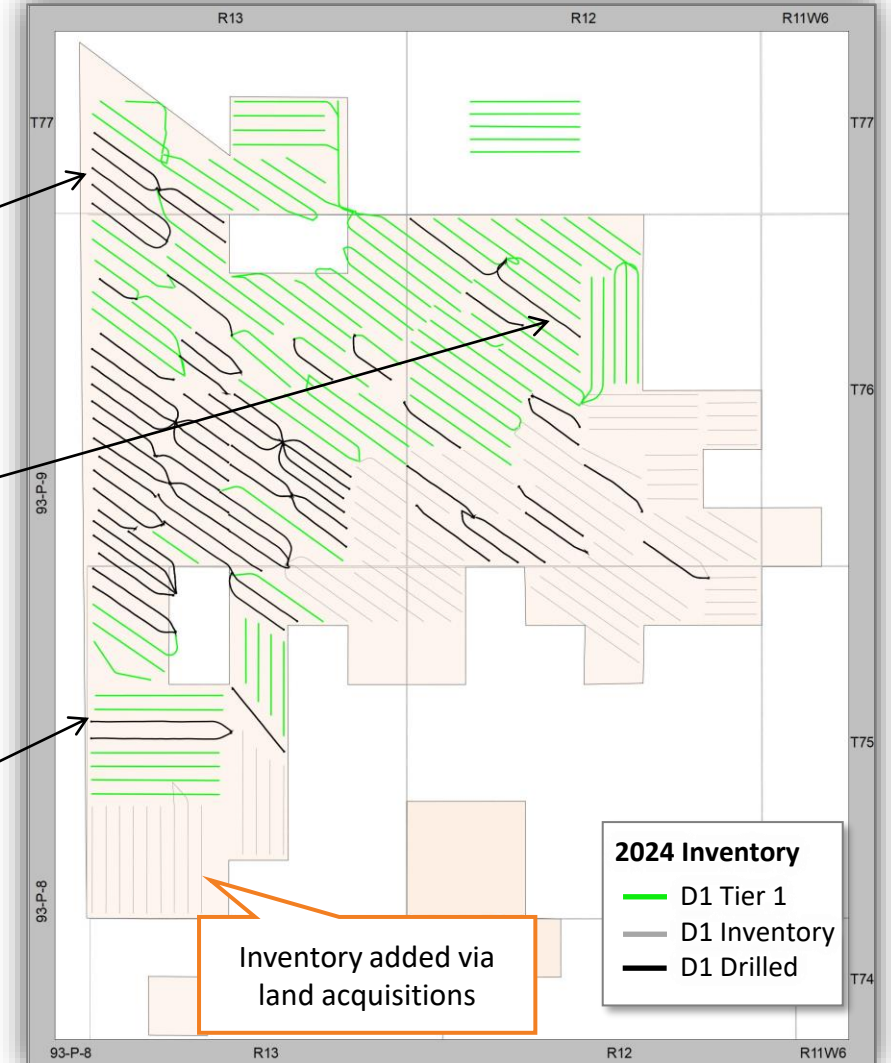 R13
R12
R11W6
T77
T77
T76
93-P-9
T75
93-P-8
2024 Inventory
D1 Tier 1
D1 Inventory
D1 Drilled
Inventory added via
land acquisitions
T74
93-P-8
R13
R12
R11W6